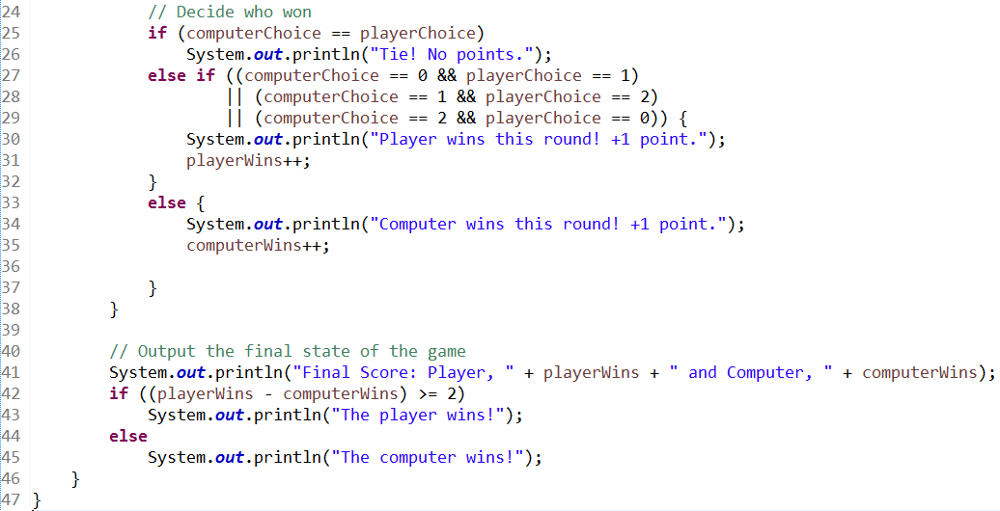 24             // Decide who won
25             if (computerChoice == playerChoice)
26                 System.out.println("Tie! No points.");
27             else if ((computerChoice == 0 && playerChoice == 1)
28                     || (computerChoice == 1 && playerChoice == 2)
29                     || (computerChoice == 2 && playerChoice == 0)) {
30                 System.out.println("Player wins this round! +1 point.");
31                 playerWins++;
32             }
33             else {
34                 System.out.println("Computer wins this round! +1 point.");
35                 computerWins++;
36
37             }
38         }
39
40         // Output the final state of the game
41         System.out.println("Final Score: Player, " + playerWins + " and Computer, " + computerWins);
42         if ((playerWins - computerWins) >= 2)
43             System.out.println("The player wins!");
44         else
45             System.out.println("The computer wins!");
46     }
47 }